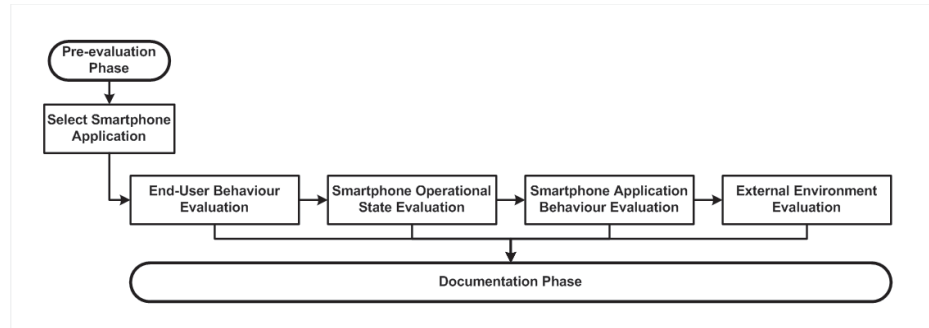 Pre-evaluation
Phase
Select Smartphone
Application
End-User Behaviour
Evaluation
Smartphone Operational
State Evaluation
Smartphone Application
Behaviour Evaluation
External Environment
Evaluation
Documentation Phase